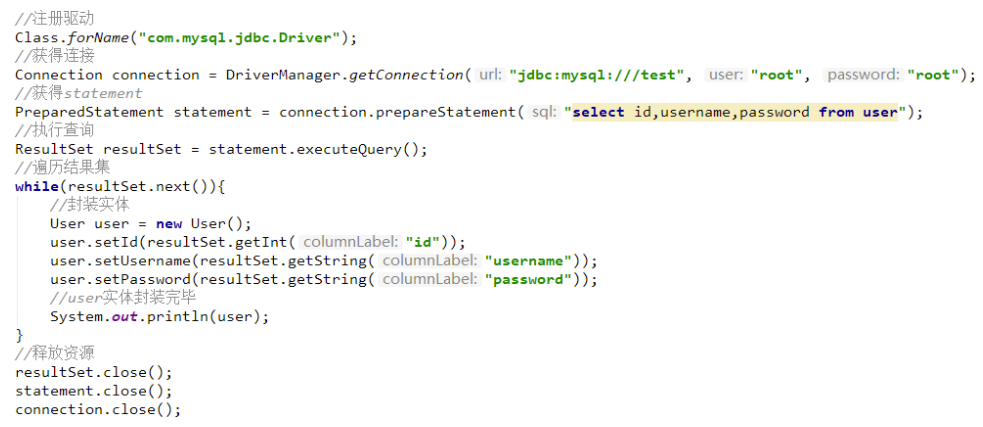 //注册驱动
Class.forName("com.mysql.jdbc.Driver");
//获得连接
Connection connection = DriverManager.getConnection( url: "jdbc:mysql:///test", user: "root", password: "root");
//获得statement
PreparedStatement statement = connection.prepareStatement( sql: "select id,username,password from user");
//执行查询
ResultSet resultSet = statement.executeQuery();
//遍历结果集
while(resultSet.next()){
    //封装实体
    User user = new User();
    user.setId(resultSet.getInt( columnLabel: "id"));
    user.setUsername(resultSet.getString( columnLabel: "username"));
    user.setPassword(resultSet.getString( columnLabel: "password"));
    //user实体封装完毕
    System.out.println(user);
}
//释放资源
resultSet.close();
statement.close();
connection.close();